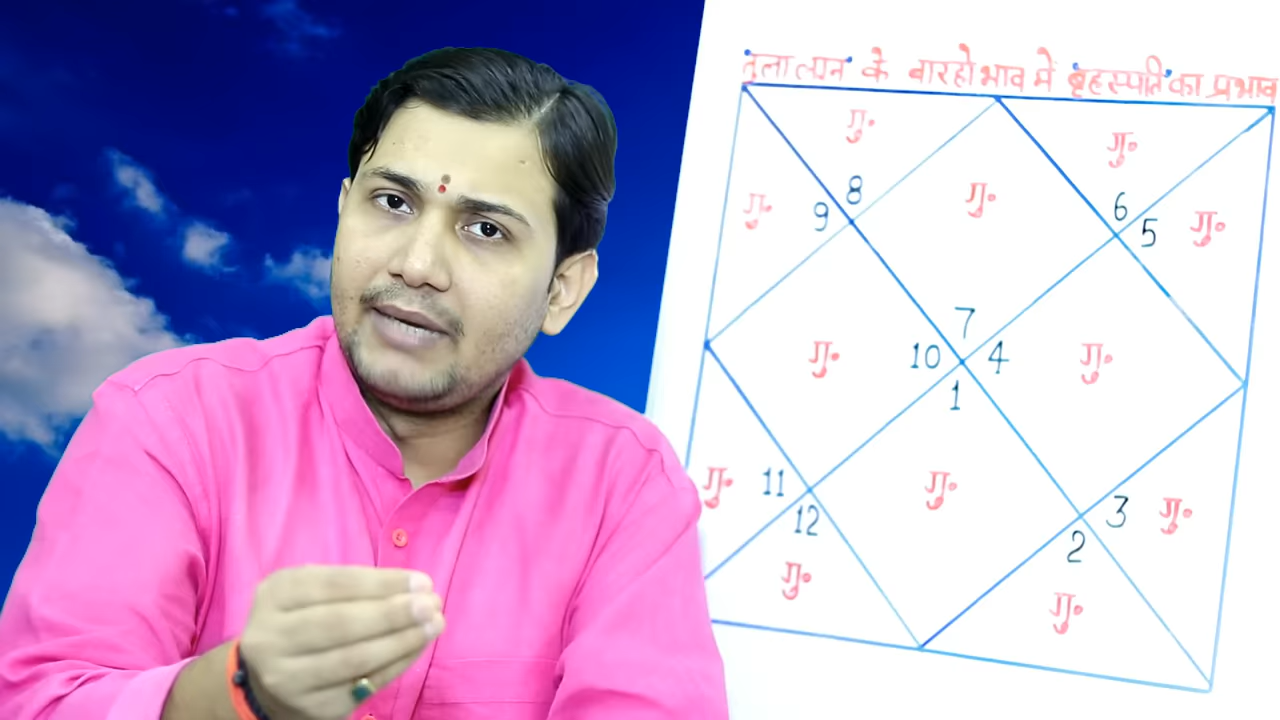 तुला लग्न के बारहो भाव में बृहस्पति का प्रभाव
गु॰
गु॰
गु॰ 9 8 गु॰ 6 5 गु॰
7
गु॰ 10 4 गु॰
1
गु॰ 11 गु॰ 3 गु॰
12 2
गु॰ गु॰